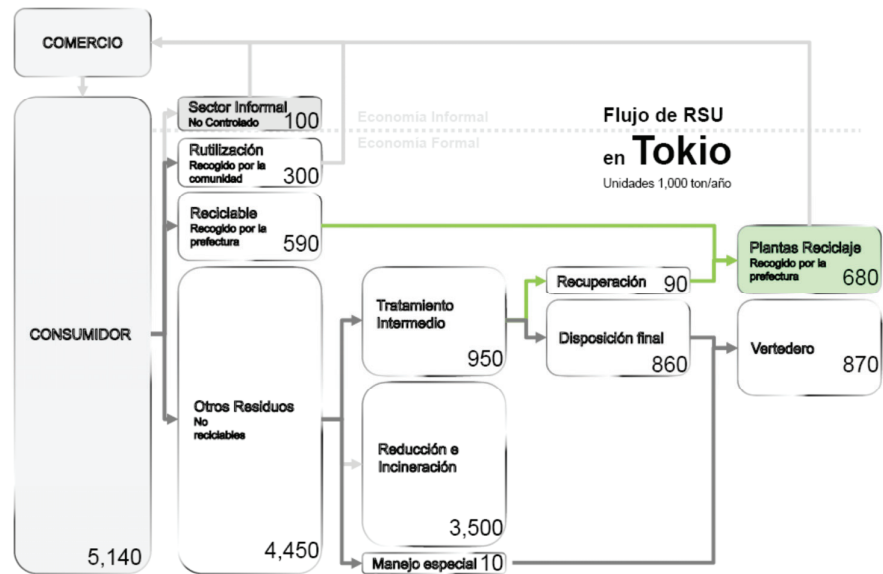 COMERCIO
Sector Informal
No Controlado 100
Economía Informal
Economía Formal
Flujo de RSU
en Tokio
Unidades 1,000 ton/año
Rutilización
Recogido por la
comunidad 300
Reciclable
Recogido por la
prefectura 590
Plantas Reciclaje
Recogido por la
prefectura 680
CONSUMIDOR
5,140
Otros Residuos
No
reciclables
4,450
Tratamiento
Intermedio
950
Recuperación 90
Disposición final
860
Vertedero
870
Reducción e
Incineración
3,500
Manejo especial 10